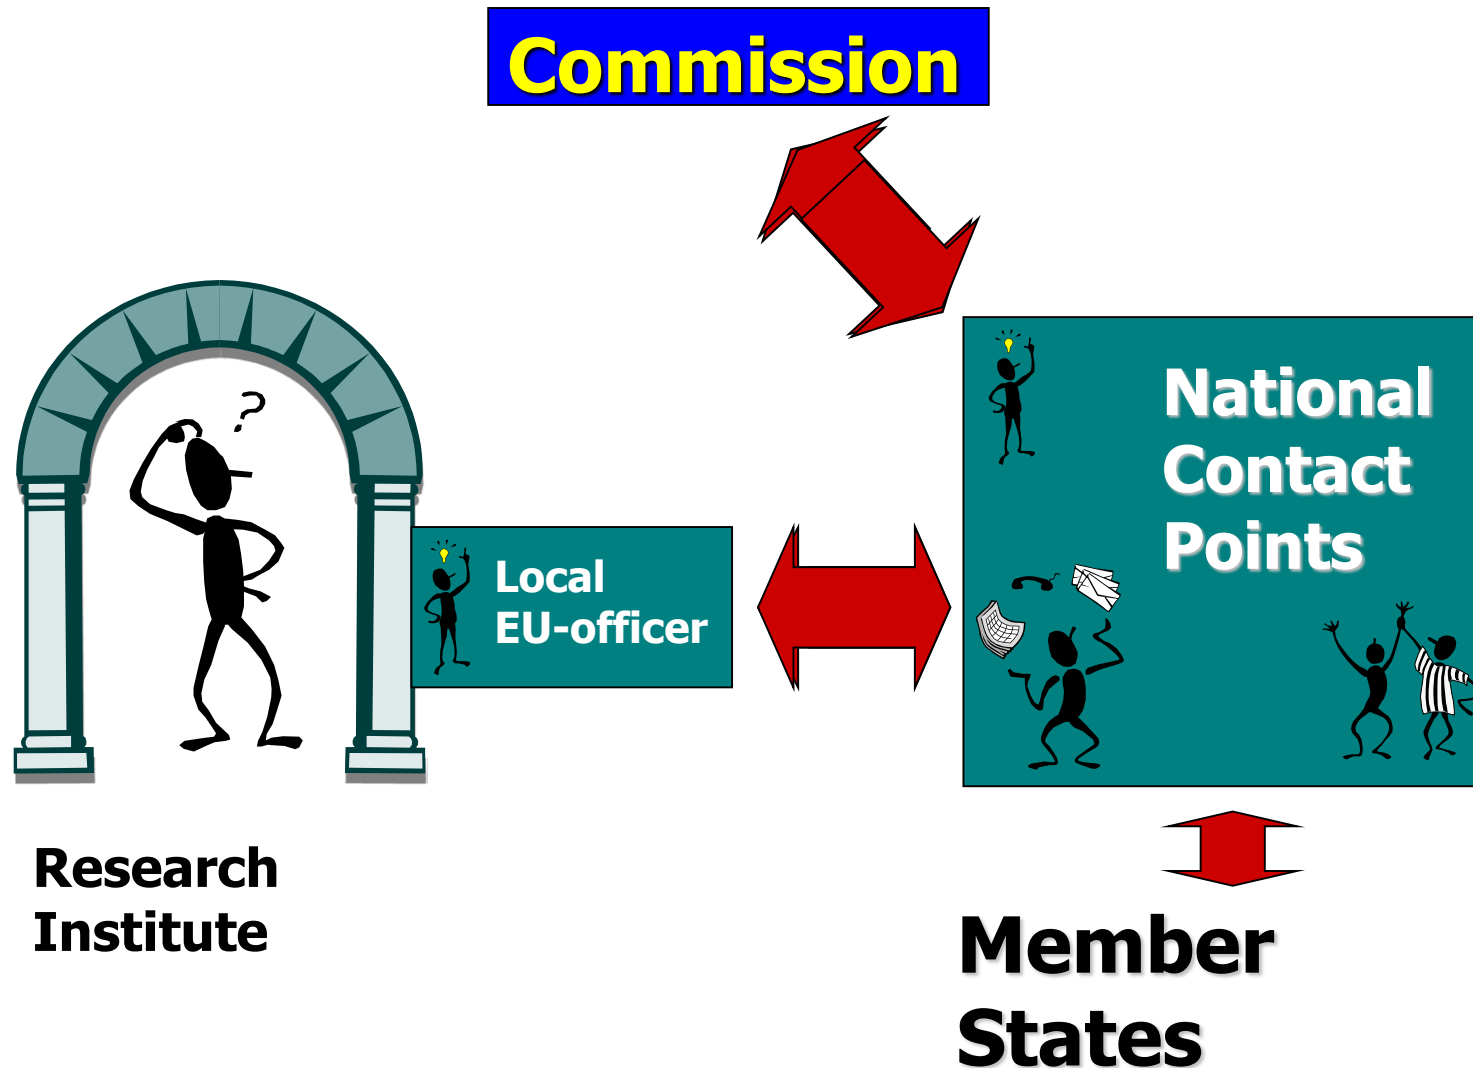 Commission
National
Contact
Points
?
Local
EU-officer
Research
Institute
Member
States